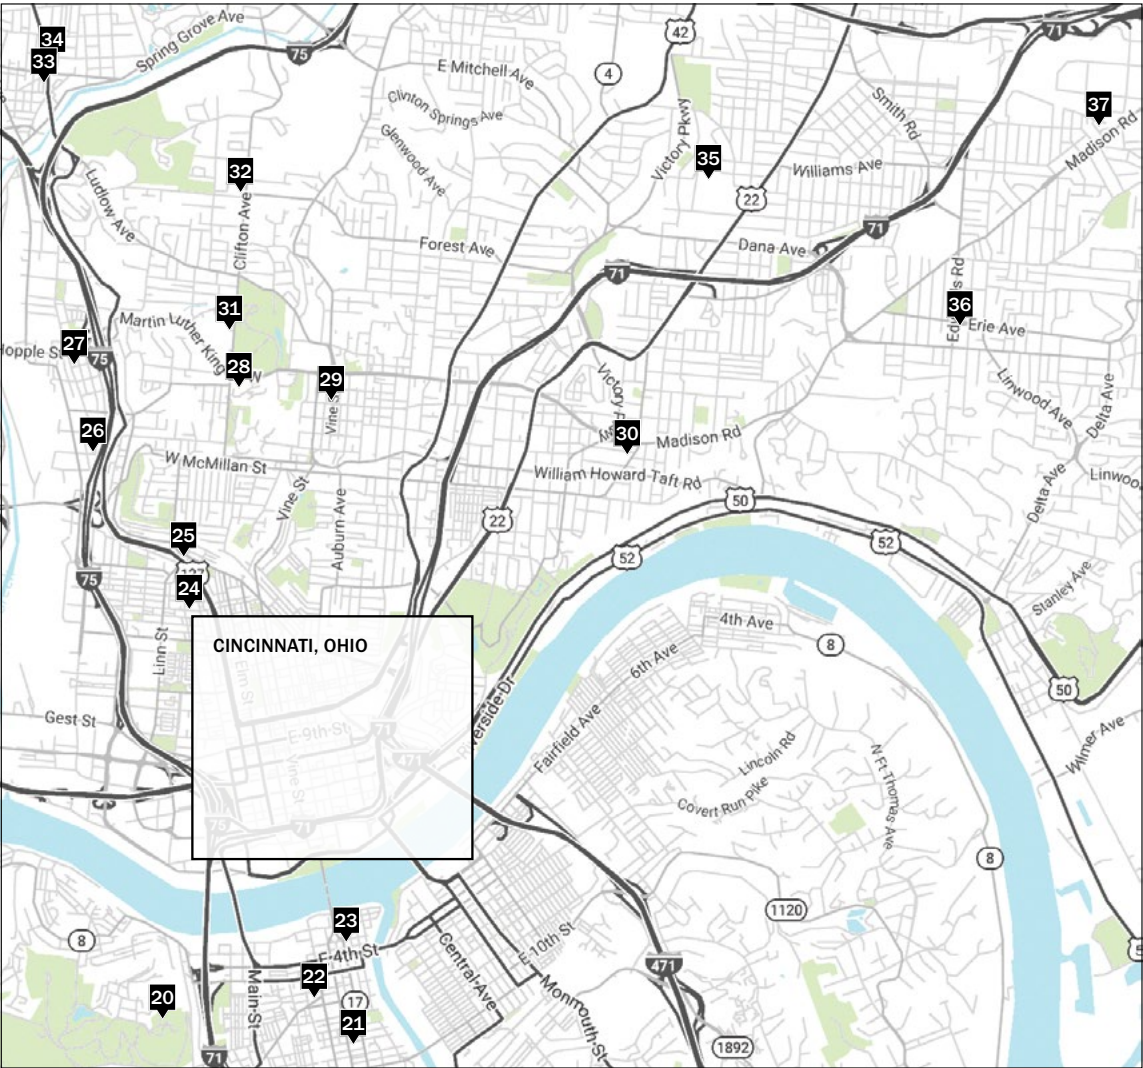 34
33
Spring Grove Ave
75
42
71
E Mitchell Ave
4
Clinton Springs Ave
Smith Rd
37
Madison Rd
Glenwood Ave
Victory Pkwy
35
32
Williams Ave
Ludlow Ave
22
Clifton Ave
71
Forest Ave
Dana Ave
71
31
36
Erie Ave
Martin Luther King
W
27
Hopple St
75
28
29
Vine S
Victory P
Linwood Ave
Delta Ave
26
30
Madison Rd
W McMillan St
William Howard Taft Rd
Linwoo
Vine St
Auburn Ave
Delta Ave
50
22
25
52
52
127
75
24
Stanley Ave
CINCINNATI, OHIO
4th Ave
8
Linn St
6th Ave
Elm St
50
Riverside Dr
Gest St
E 9th St
71
Fairfield Ave
Wilmer Ave
Lincoln Rd
N Ft Thomas Ave
471
Vine St
Covert Run Pike
75
71
8
1120
23
8
E 4th St
E 10th St
Central Ave
5
471
22
Main St
20
17
Monmouth St
21
1892
71